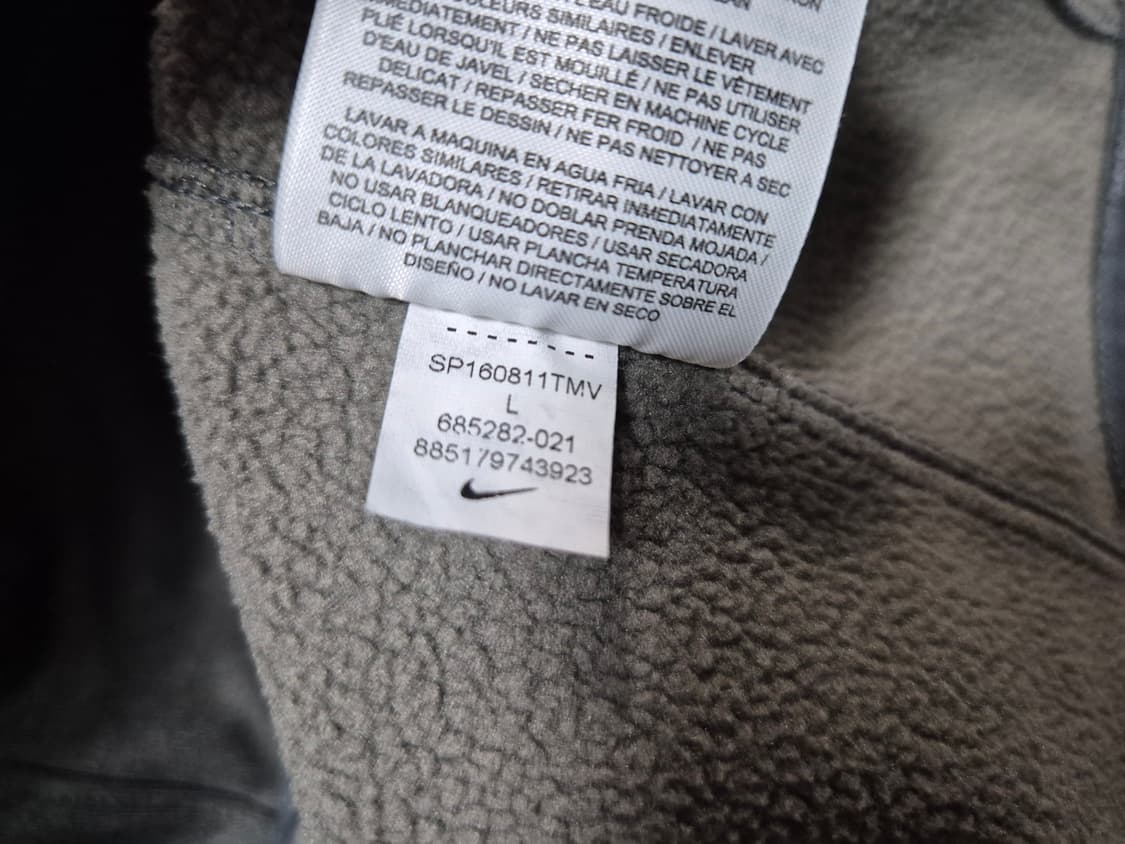 L'EAU FROIDE / LAVER AVEC
COULEURS SIMILAIRES / ENLEVER
IMMÉDIATEMENT / NE PAS LAISSER LE VÊTEMENT
PLIÉ LORSQU'IL EST MOUILLÉ / NE PAS UTILISER
D'EAU DE JAVEL / SECHER EN MACHINE CYCLE
DELICAT / REPASSER FER FROID / NE PAS
REPASSER LE DESSIN / NE PAS NETTOYER A SEC
LAVAR A MAQUINA EN AGUA FRIA / LAVAR CON
COLORES SIMILARES / RETIRAR INMEDIATAMENTE
DE LA LAVADORA / NO DOBLAR PRENDA MOJADA /
NO USAR BLANQUEADORES / USAR SECADORA
CICLO LENTO / USAR PLANCHA TEMPERATURA
BAJA / NO PLANCHAR DIRECTAMENTE SOBRE EL
DISEÑO / NO LAVAR EN SECO
SP160811TMV
L
685282-021
885179743923